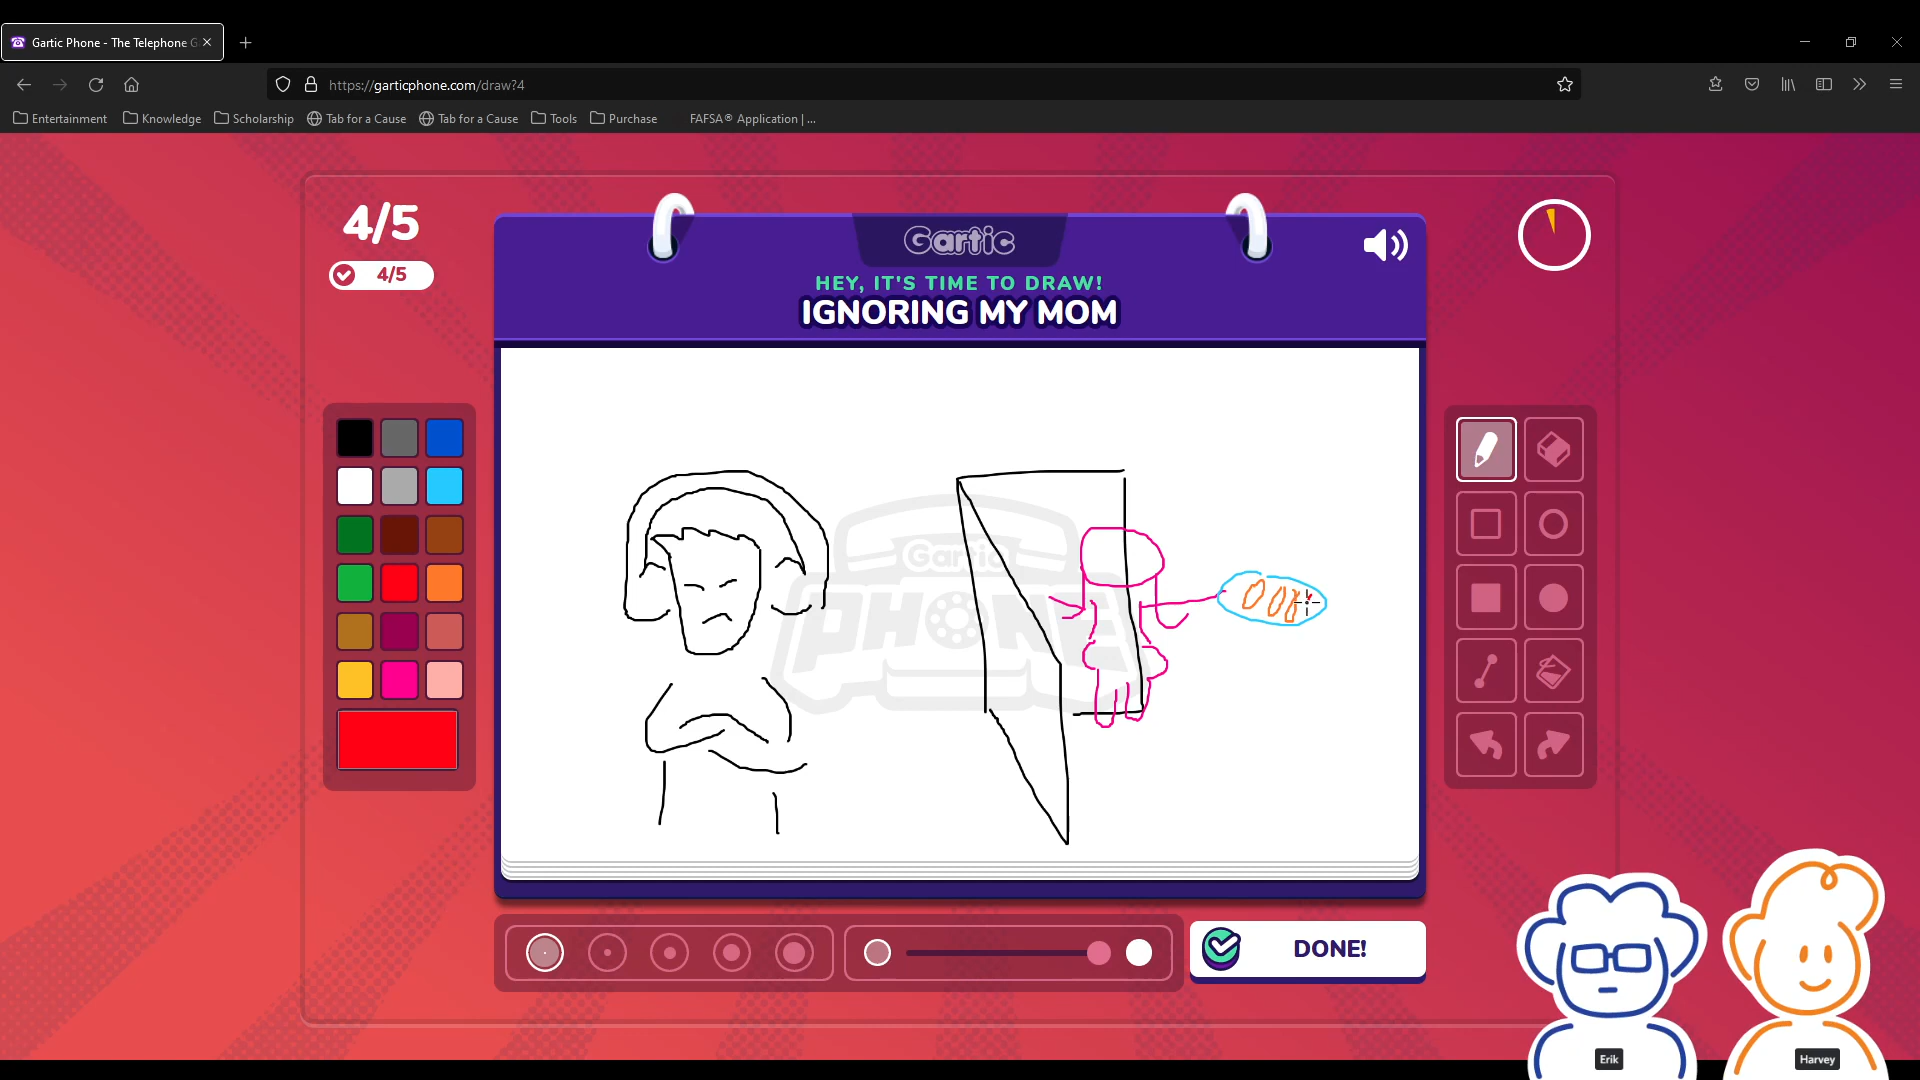 Gartic Phone - The Telephone G
https://garticphone.com/draw?4
Entertainment
Knowledge
Scholarship
Tab for a Cause
Tab for a Cause
Tools
Purchase
FAFSA® Application | ...
4/5
4/5
Gartic
HEY, IT'S TIME TO DRAW!
IGNORING MY MOM
Gartic
PHONE
DONE!
Erik
Harvey